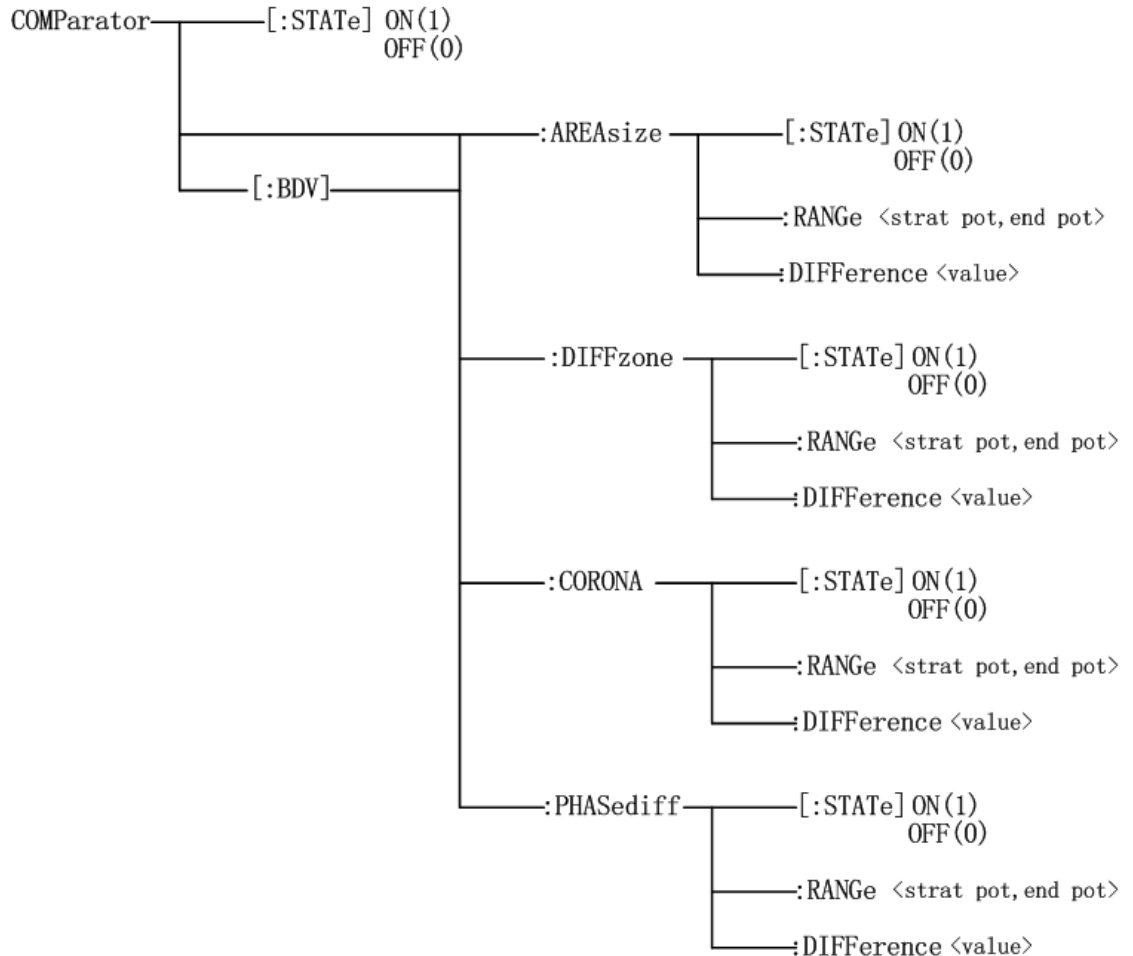 COMParator [:STATe] ON(1)
OFF(0)
:AREAsize [:STATe] ON(1)
OFF(0)
[:BDV]
:RANGe <strat pot,end pot>
:DIFFerence <value>
:DIFFzone [:STATe] ON(1)
OFF(0)
:RANGe <strat pot,end pot>
:DIFFerence <value>
:CORONA [:STATe] ON(1)
OFF(0)
:RANGe <strat pot,end pot>
:DIFFerence <value>
:PHASediff [:STATe] ON(1)
OFF(0)
:RANGe <strat pot,end pot>
:DIFFerence <value>